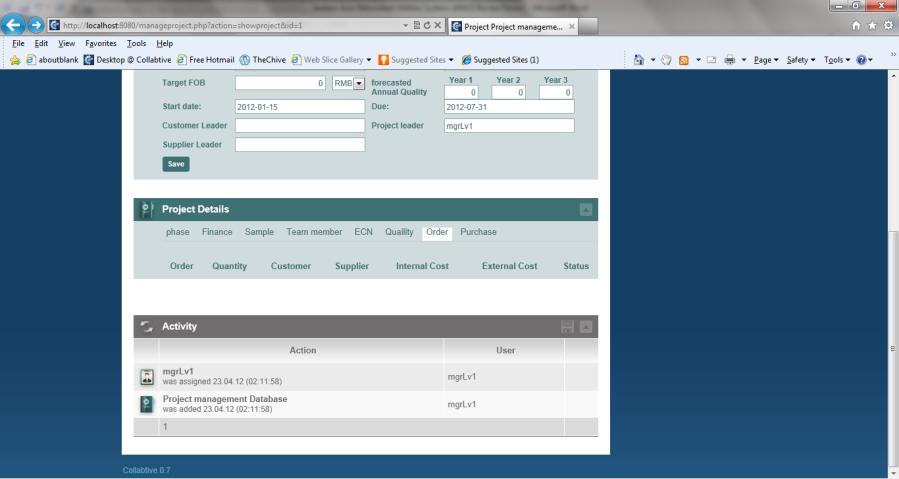 http://localhost:8080/manageproject.php?action=showproject&id=1
Project Project manageme...
File Edit View Favorites Tools Help
aboutblank Desktop @ Collabtive Free Hotmail TheChive Web Slice Gallery Suggested Sites Suggested Sites (1) Page Safety Tools
Target FOB 0 RMB forecasted Annual Quality Year 1 Year 2 Year 3
0 0 0
Start date: 2012-01-15 Due: 2012-07-31
Customer Leader Project leader mgrLv1
Supplier Leader
Save
Project Details
phase Finance Sample Team member ECN Quaility Order Purchase
Order Quantity Customer Supplier Internal Cost External Cost Status
Activity
Action User
mgrLv1
was assigned 23.04.12 (02:11:58) mgrLv1
Project management Database
was added 23.04.12 (02:11:58) mgrLv1
1
Collabtive 0.7